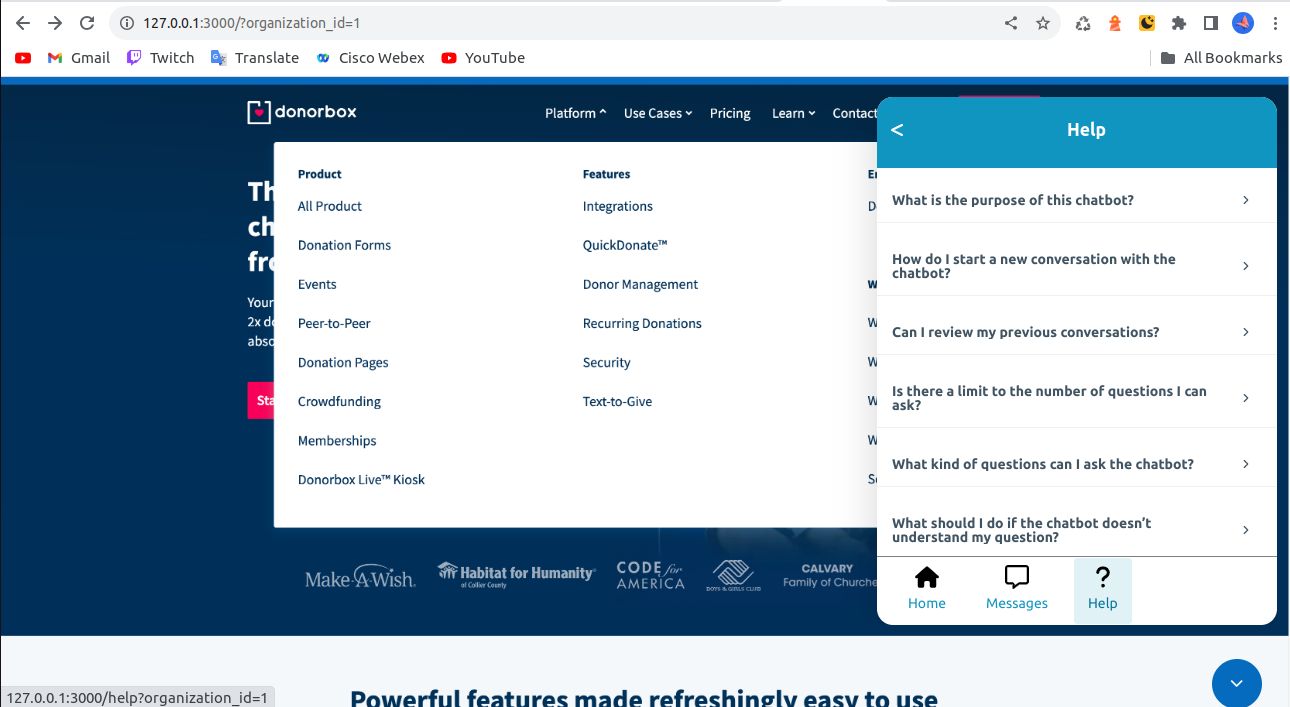 127.0.0.1:3000/?organization_id=1
Gmail
Twitch
Translate
Cisco Webex
YouTube
All Bookmarks
donorbox
Platform
Use Cases
Pricing
Learn
Contact
Th
ch
fro
Your
2x do
abso
Sta
Product
All Product
Donation Forms
Events
Peer-to-Peer
Donation Pages
Crowdfunding
Memberships
Donorbox Live™ Kiosk
Features
Integrations
QuickDonate™
Donor Management
Recurring Donations
Security
Text-to-Give
Make-A-Wish.
Habitat for Humanity®
of Collier County
CODE for
AMERICA
BOYS & GIRLS CLUB
CALVARY
Family of Churche
<
Help
What is the purpose of this chatbot?
How do I start a new conversation with the
chatbot?
Can I review my previous conversations?
Is there a limit to the number of questions I can
ask?
What kind of questions can I ask the chatbot?
What should I do if the chatbot doesn't
understand my question?
Home
Messages
?
Help
Powerful features made refreshingly easy to use
127.0.0.1:3000/help?organization_id=1